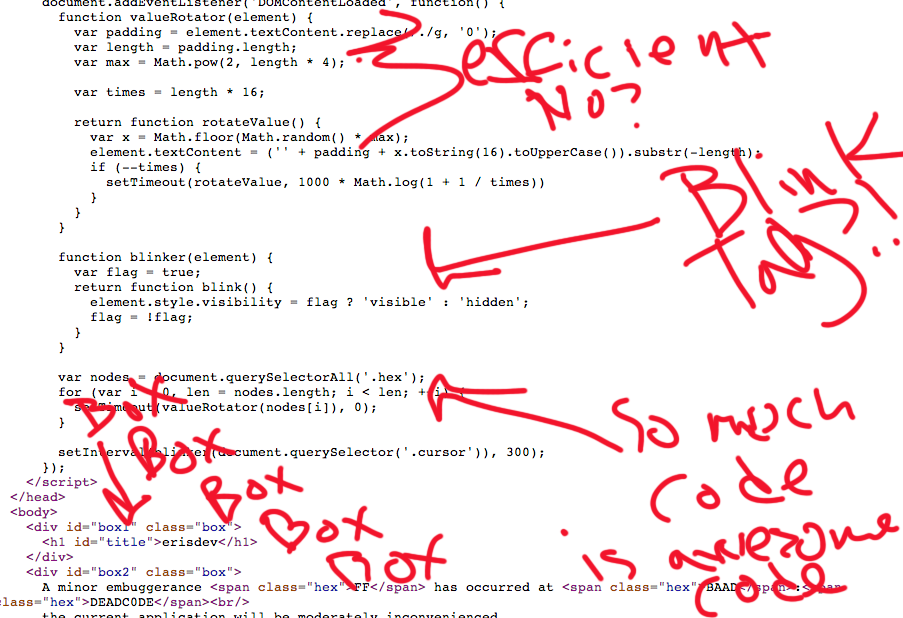 document.addEventListener('DOMContentLoaded', function() {
function valueRotator(element) {
var padding = element.textContent.replace(/./g, '0');
var length = padding.length;
var max = Math.pow(2, length * 4);
efficient
No?
var times = length * 16;
return function rotateValue() {
var x = Math.floor(Math.random() * max);
element.textContent = ('' + padding + x.toString(16).toUpperCase()).substr(-length);
if (--times) {
setTimeout(rotateValue, 1000 * Math.log(1 + 1 / times))
}
}
}
Blink
tag?..
function blinker(element) {
var flag = true;
return function blink() {
element.style.visibility = flag ? 'visible' : 'hidden';
flag = !flag;
}
}
var nodes = document.querySelectorAll('.hex');
for (var i = 0, len = nodes.length; i < len; ++i) {
setTimeout(valueRotator(nodes[i]), 0);
}
So much
code
is awesome
code
setInterval(blinker(document.querySelector('.cursor')), 300);
});
</script>
</head>
<body>
Box
Box
Box
Box
Box
<div id="box1" class="box">
<h1 id="title">erisdev</h1>
</div>
<div id="box2" class="box">
A minor embuggerance <span class="hex">FF</span> has occurred at <span class="hex">BAAD</span>:<span
class="hex">DEADC0DE</span><br/>
the current application will be moderately inconvenienced